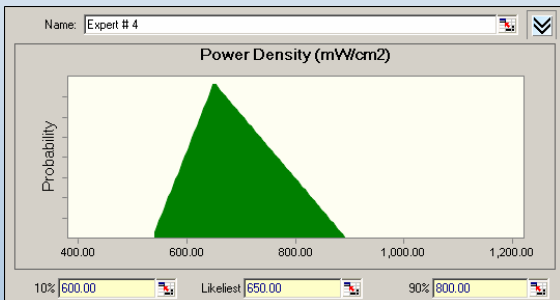 Name: Expert # 4
Power Density (mW/cm2)
Probability
400.00 600.00 800.00 1,000.00 1,200.00
10% 600.00 Likeliest 650.00 90% 800.00